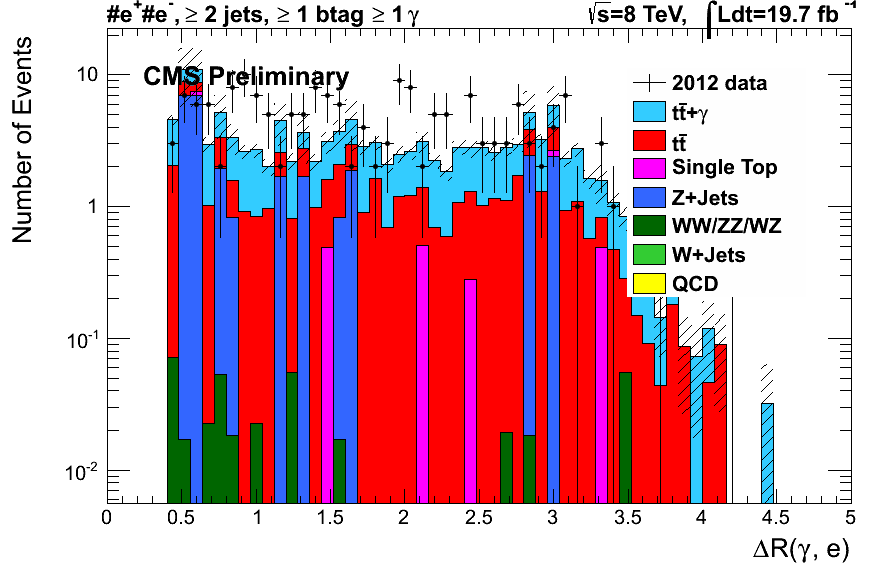 #e⁺#e⁻, ≥ 2 jets, ≥ 1 btag ≥ 1 γ √s=8 TeV, ∫Ldt=19.7 fb⁻¹
CMS Preliminary
Number of Events
10
1
10⁻¹
10⁻²
2012 data
tt̄+γ
tt̄
Single Top
Z+Jets
WW/ZZ/WZ
W+Jets
QCD
0 0.5 1 1.5 2 2.5 3 3.5 4 4.5 5
ΔR(γ, e)